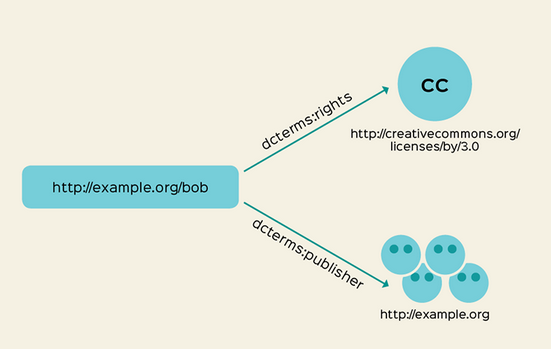 cc
dcterms:rights
http://creativecommons.org/
licenses/by/3.0
http://example.org/bob
dcterms:publisher
http://example.org